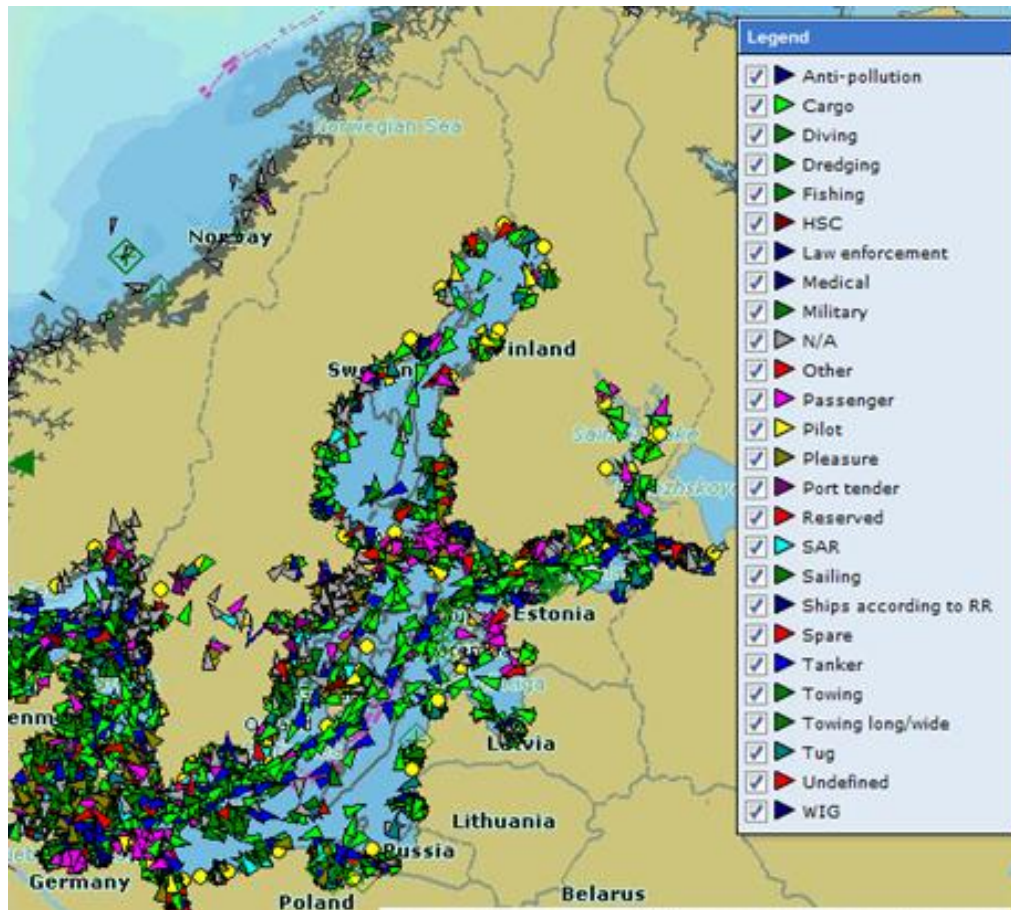 Legend
Anti-pollution
Cargo
Diving
Dredging
Fishing
HSC
Law enforcement
Medical
Military
N/A
Other
Passenger
Pilot
Pleasure
Port tender
Reserved
SAR
Sailing
Ships according to RR
Spare
Tanker
Towing
Towing long/wide
Tug
Undefined
WIG
Norwegian Sea
Norway
Finland
Estonia
Latvia
Lithuania
Russia
Germany
Poland
Belarus